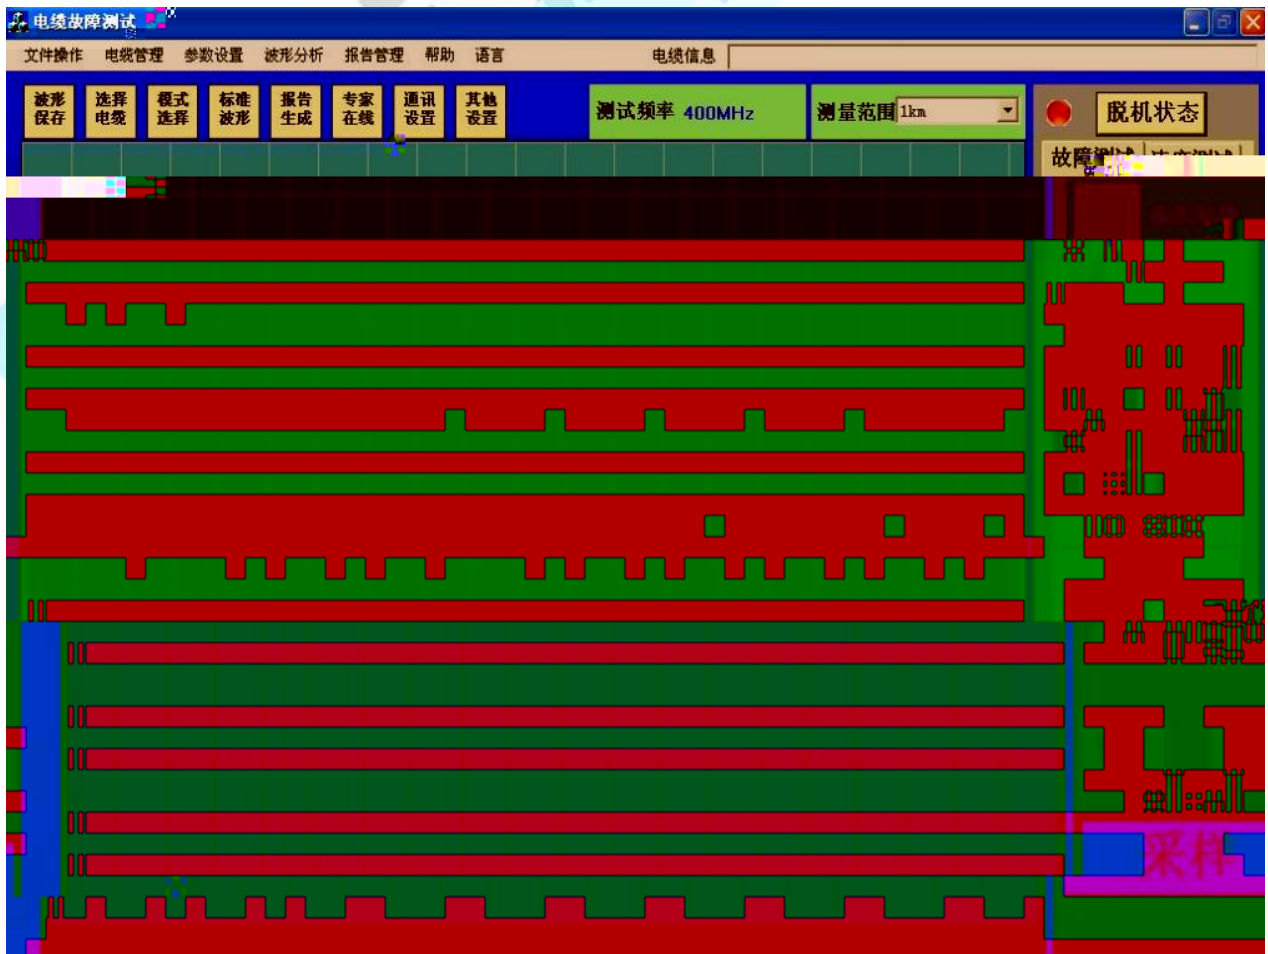 电缆故障测试
文件操作 电缆管理 参数设置 波形分析 报告管理 帮助 语言 电缆信息
波形保存 选择电缆 模式选择 标准波形 报告生成 专家在线 通讯设置 其他设置 测试频率 400MHz 测量范围 1km 脱机状态
故障测试
采样